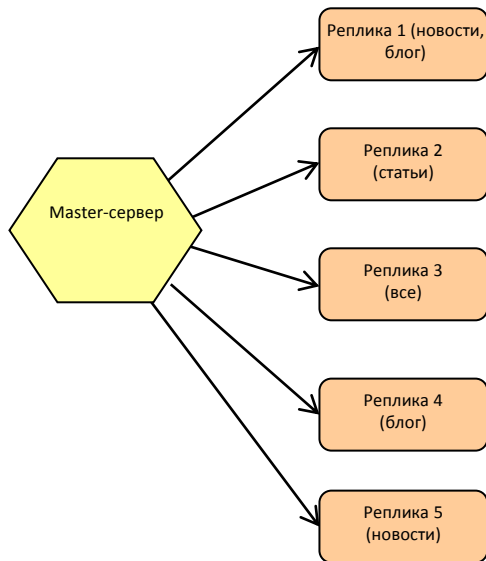 Реплика 1 (новости,
блог)
Реплика 2
(статьи)
Master-сервер
Реплика 3
(все)
Реплика 4
(блог)
Реплика 5
(новости)